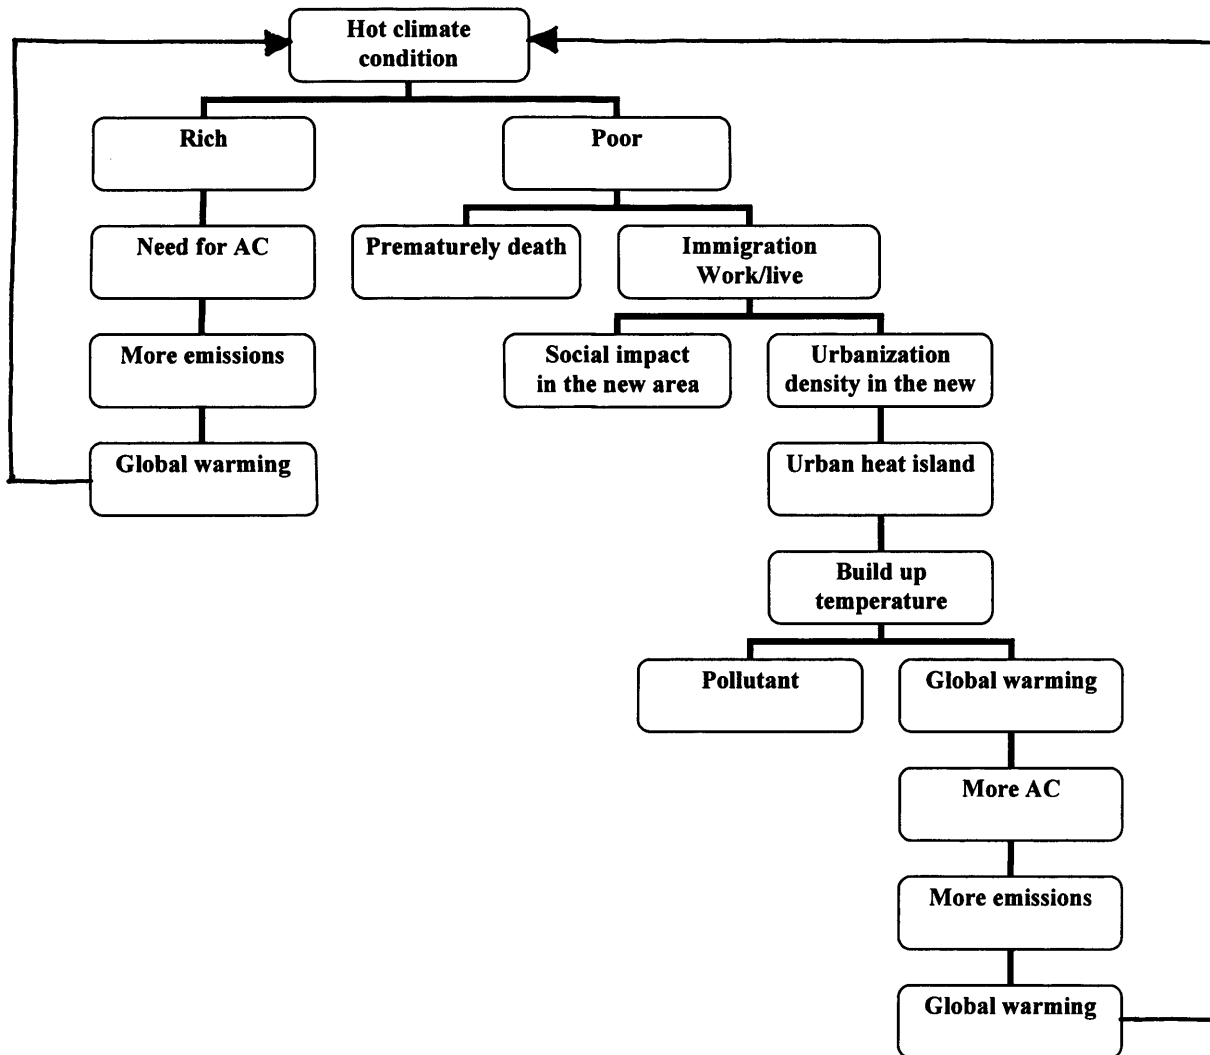 Hot climate
condition
Rich
Poor
Need for AC
Prematurely death
Immigration
Work/live
More emissions
Social impact
in the new area
Urbanization
density in the new
Global warming
Urban heat island
Build up
temperature
Pollutant
Global warming
More AC
More emissions
Global warming